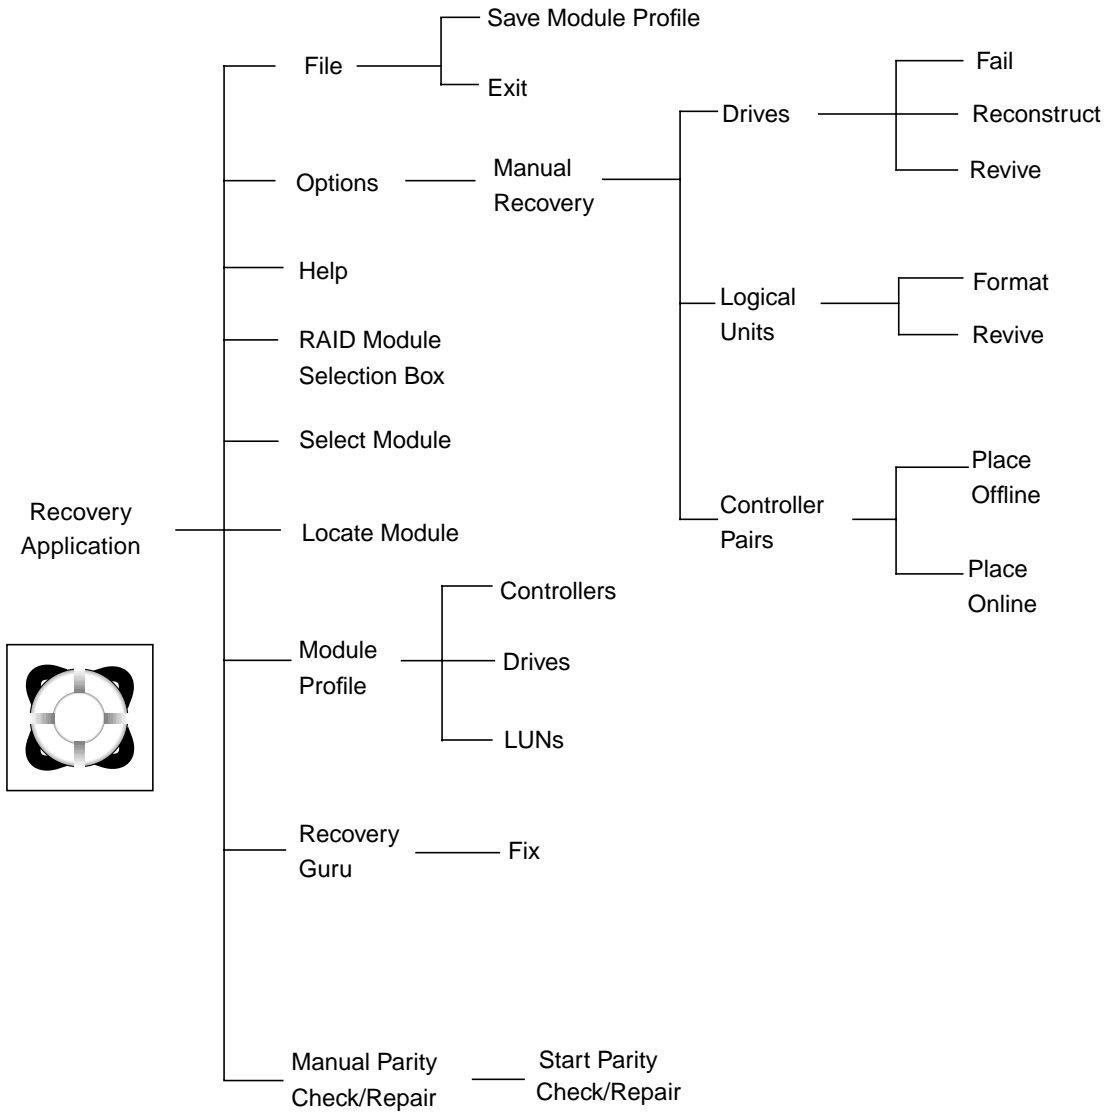 Recovery
Application
File
Save Module Profile
Exit
Options
Manual
Recovery
Drives
Fail
Reconstruct
Revive
Logical
Units
Format
Revive
Controller
Pairs
Place
Offline
Place
Online
Help
RAID Module
Selection Box
Select Module
Locate Module
Module
Profile
Controllers
Drives
LUNs
Recovery
Guru
Fix
Manual Parity
Check/Repair
Start Parity
Check/Repair